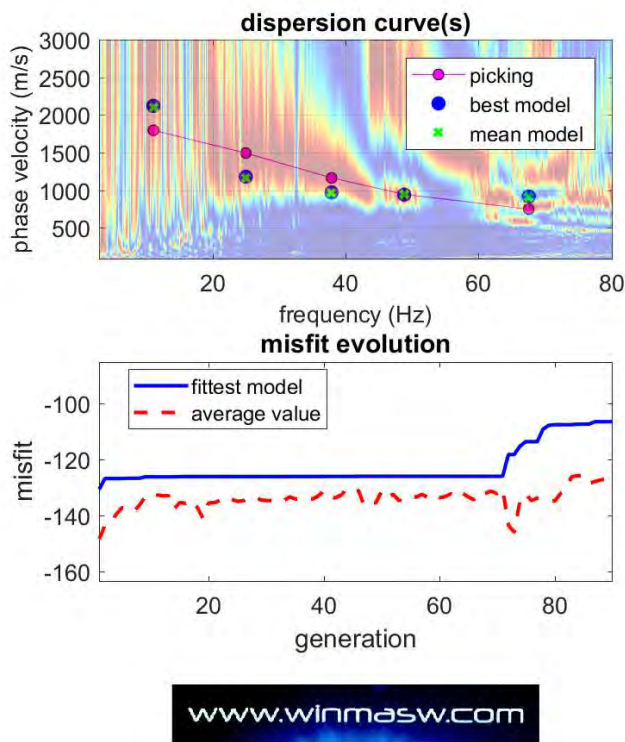 dispersion curve(s)
phase velocity (m/s)
3000
2500
2000
1500
1000
500
picking
best model
mean model
20
40
60
80
frequency (Hz)
misfit evolution
misfit
-100
-120
-140
-160
fittest model
average value
20
40
60
80
generation
www.winmasw.com